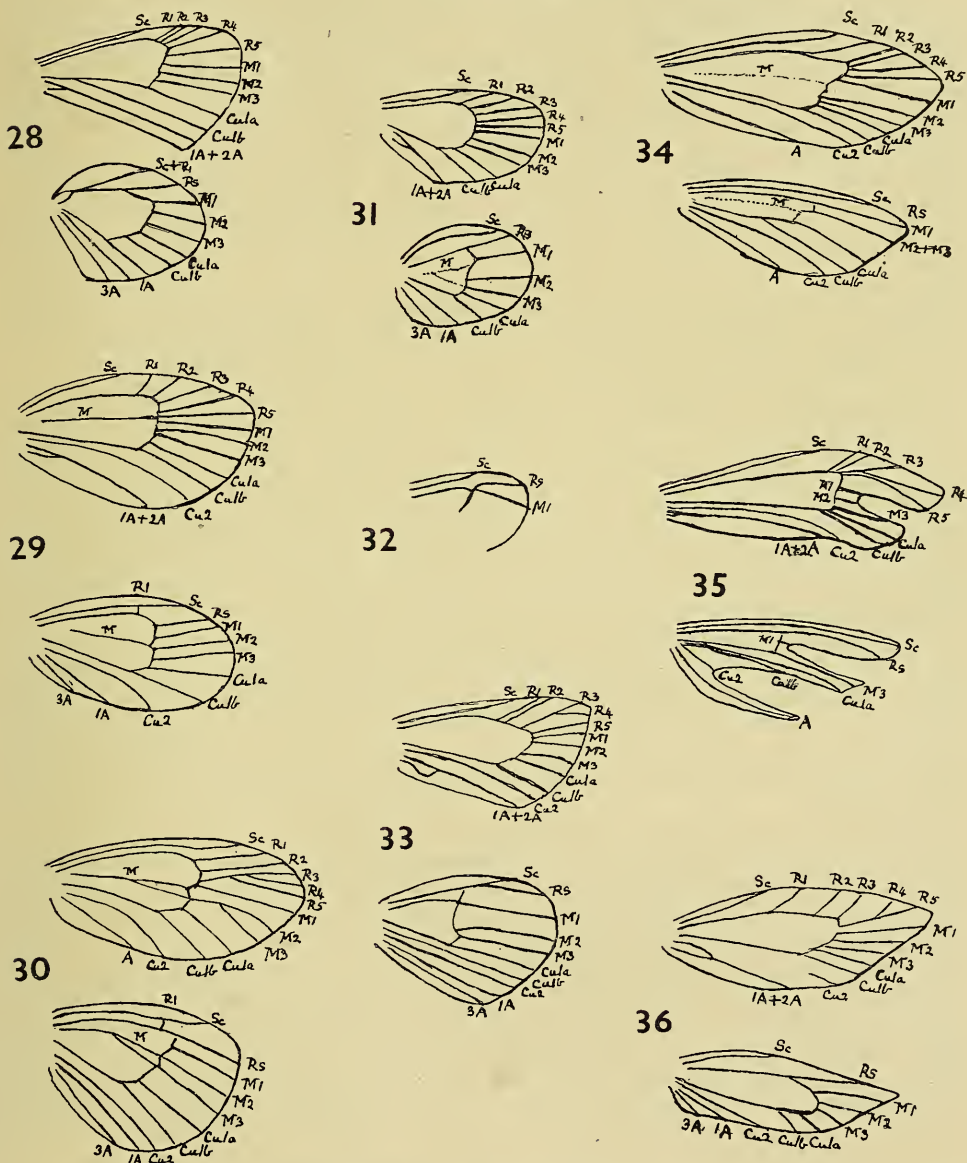 Sc R1 R2 R3 R4
R5
M1
M2
M3
Cu1a
Cu1b
1A+2A
28
Sc+R1
Rs
M1
M2
M3
Cu1a
Cu1b
1A
3A
Sc R1 R2 R3 R4
R5
M1
M2
M3
Cu1a
Cu1b
Cu2
1A+2A
M
29
R1 Sc
Rs
M1
M2
M3
Cu1a
Cu1b
Cu2
1A
3A
M
Sc R1
R2
R3
R4
R5
M1
M2
M3
Cu1a
Cu1b
Cu2
A
M
30
R1
Sc
Rs
M1
M2
M3
Cu1a
Cu1b
Cu2
1A
3A
M
Sc R1 R2
R3
R4
R5
M1
M2
M3
Cu1a
Cu1b
1A+2A
31
Sc
M1
M2
M3
Cu1a
Cu1b
1A
3A
M
Sc
Rs
M1
32
Sc R1 R2 R3
R4
R5
M1
M2
M3
Cu1a
Cu1b
Cu2
1A+2A
33
Sc
Rs
M1
M2
M3
Cu1a
Cu1b
Cu2
1A
3A
Sc R1 R2 R3
R4
R5
M1
M2
M3
Cu1a
Cu1b
Cu2
A
M
34
Sc
Rs
M1
M2+M3
Cu1a
Cu1b
Cu2
A
M
Sc R1 R2 R3
R4
R5
M2
M3
Cu1a
Cu1b
Cu2
1A+2A
35
M1
Sc
Rs
M3
Cu1a
Cu1b
Cu2
A
Sc R1 R2 R3 R4 R5
M1
M2
M3
Cu1a
Cu1b
Cu2
1A+2A
36
Sc
Rs
M1
M2
M3
Cu1a
Cu1b
Cu2
1A
3A